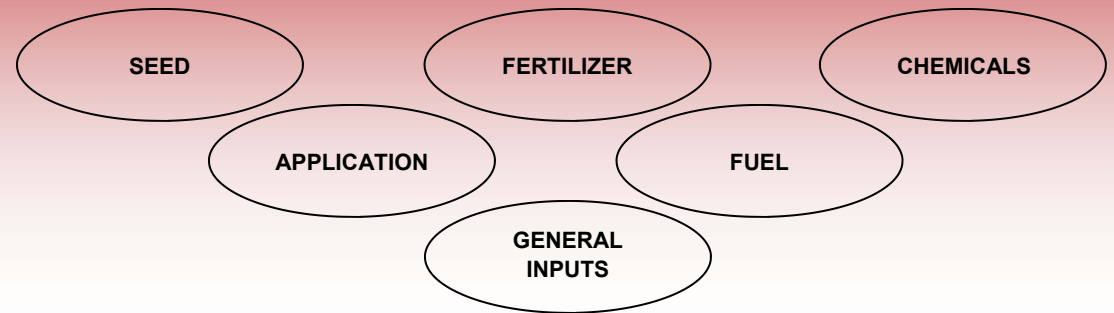 SEED
FERTILIZER
CHEMICALS
APPLICATION
FUEL
GENERAL
INPUTS